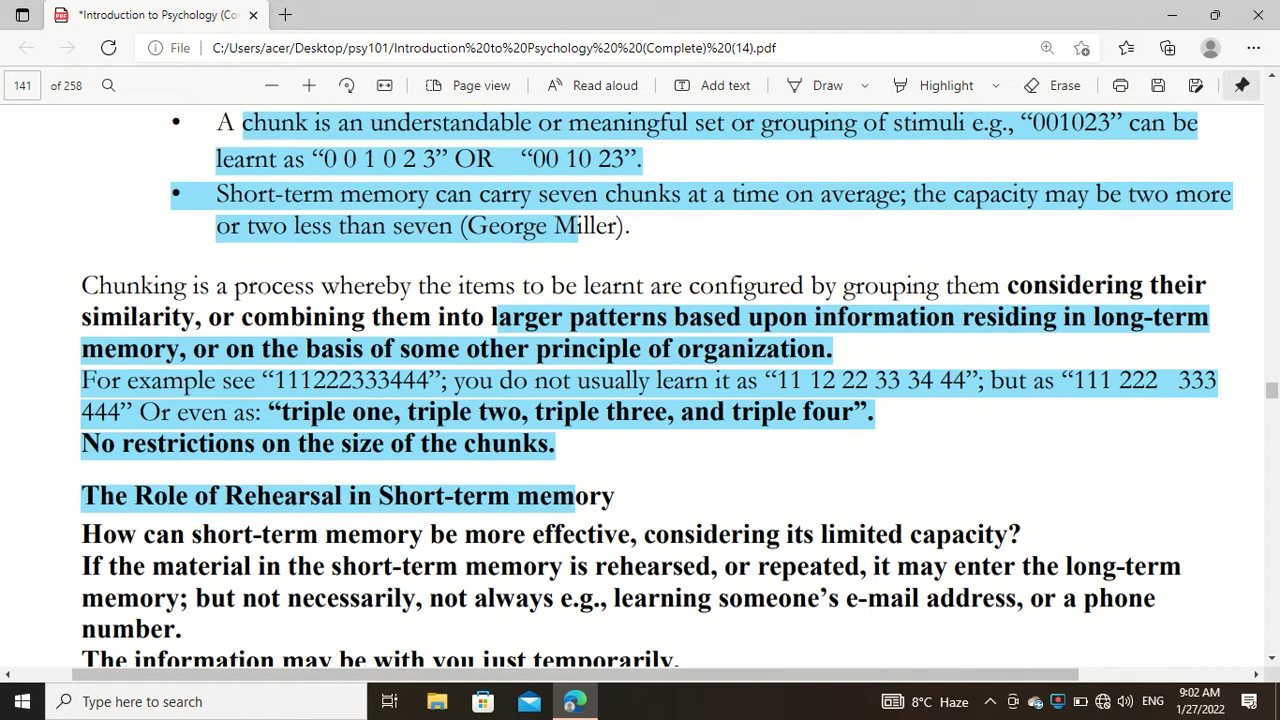 *Introduction to Psychology (Co
File
C:/Users/acer/Desktop/psy101/Introduction%20to%20Psychology%20%20(Complete)%20(14).pdf
141 of 258
Page view
Read aloud
Add text
Draw
Highlight
Erase
• A chunk is an understandable or meaningful set or grouping of stimuli e.g., “001023” can be
learnt as “0 0 1 0 2 3” OR “00 10 23”.
• Short-term memory can carry seven chunks at a time on average; the capacity may be two more
or two less than seven (George Miller).
Chunking is a process whereby the items to be learnt are configured by grouping them considering their
similarity, or combining them into larger patterns based upon information residing in long-term
memory, or on the basis of some other principle of organization.
For example see “111222333444”; you do not usually learn it as “11 12 22 33 34 44”; but as “111 222 333
444” Or even as: “triple one, triple two, triple three, and triple four”.
No restrictions on the size of the chunks.
The Role of Rehearsal in Short-term memory
How can short-term memory be more effective, considering its limited capacity?
If the material in the short-term memory is rehearsed, or repeated, it may enter the long-term
memory; but not necessarily, not always e.g., learning someone’s e-mail address, or a phone
number.
The information may be with you just temporarily.
Type here to search
8°C Haze
ENG
9:02 AM
1/27/2022